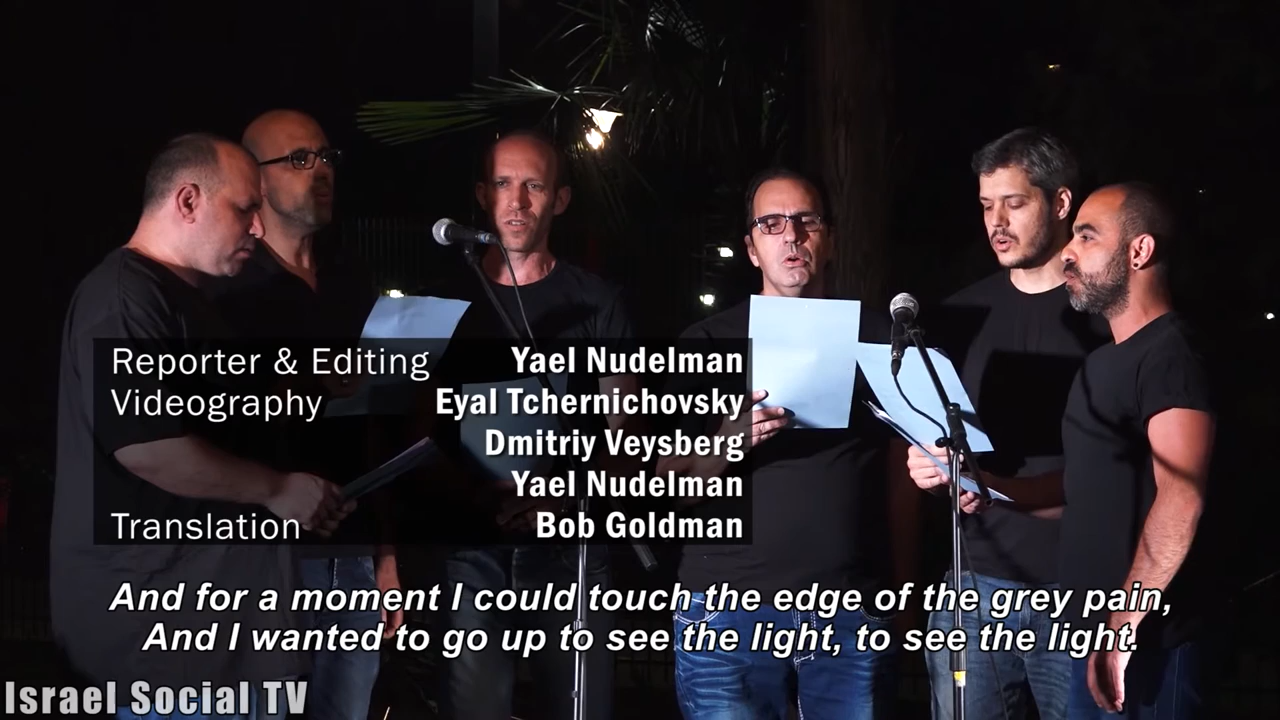 Reporter & Editing Yael Nudelman
Videography Eyal Tchernichovsky
Dmitriy Veysberg
Yael Nudelman
Translation Bob Goldman
And for a moment I could touch the edge of the grey pain,
And I wanted to go up to see the light, to see the light.
Israel Social TV